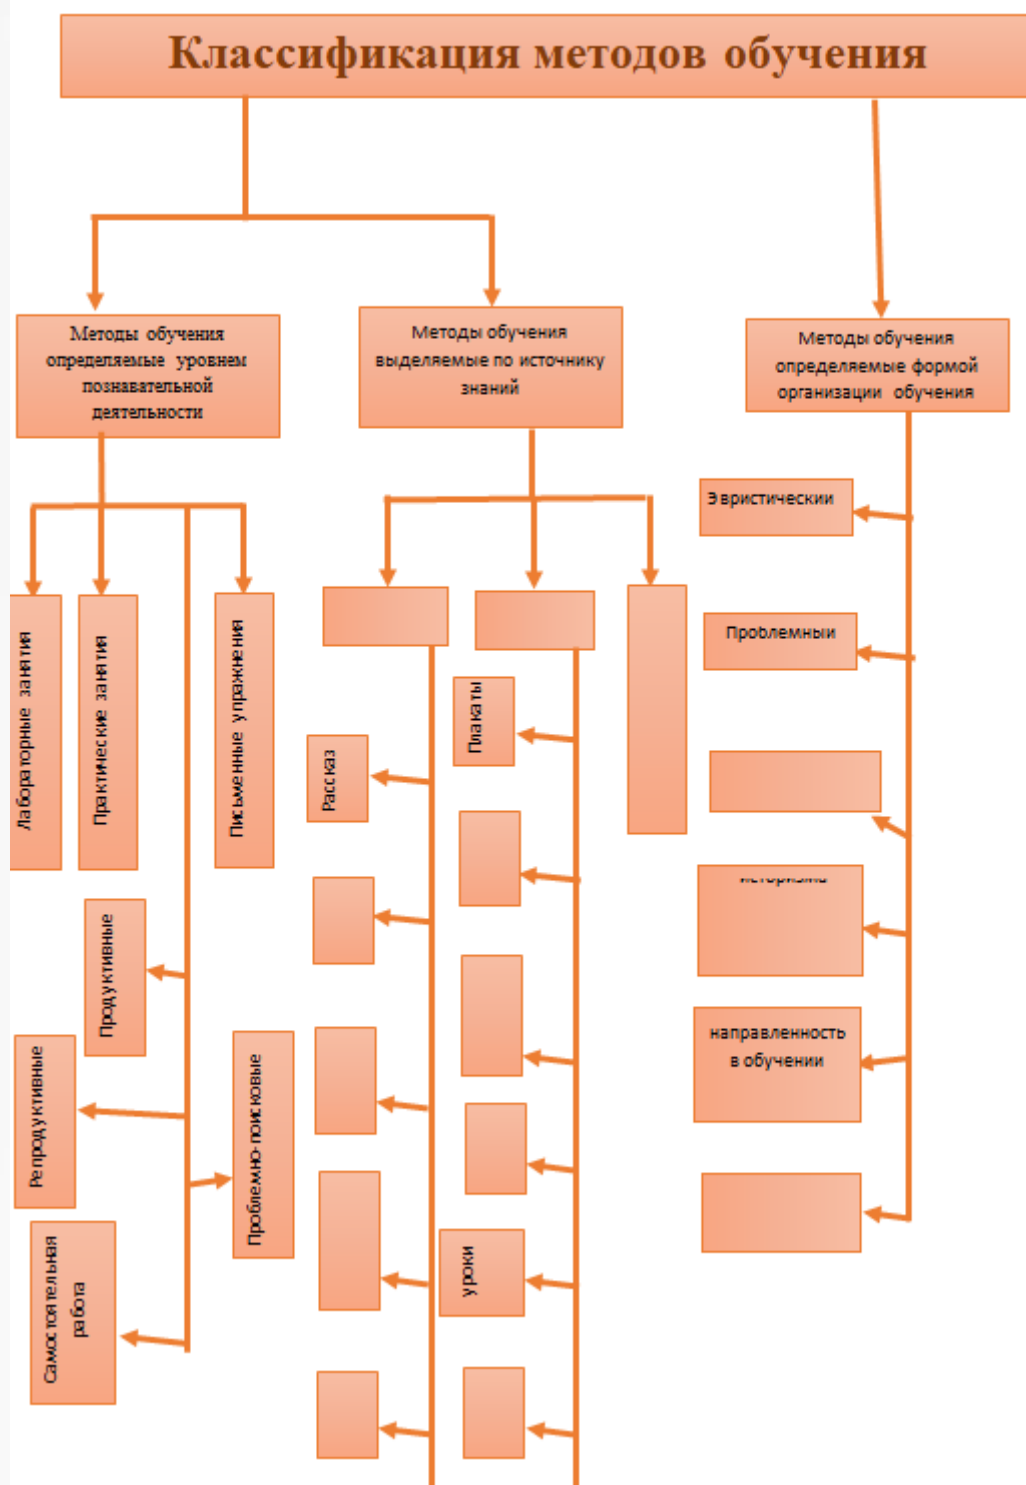 Классификация методов обучения
Методы обучения
определяемые уровнем
познавательной
деятельности
Методы обучения
выделяемые по источнику
знаний
Методы обучения
определяемые формой
организации обучения
Лабораторные занятия
Практические занятия
Письменные упражнения
Продуктивные
Репродуктивные
Проблемно-поисковые
Самостоятельная
работа
Рассказ
Плакаты
уроки
Эвристический
Проблемный
направленность
в обучении